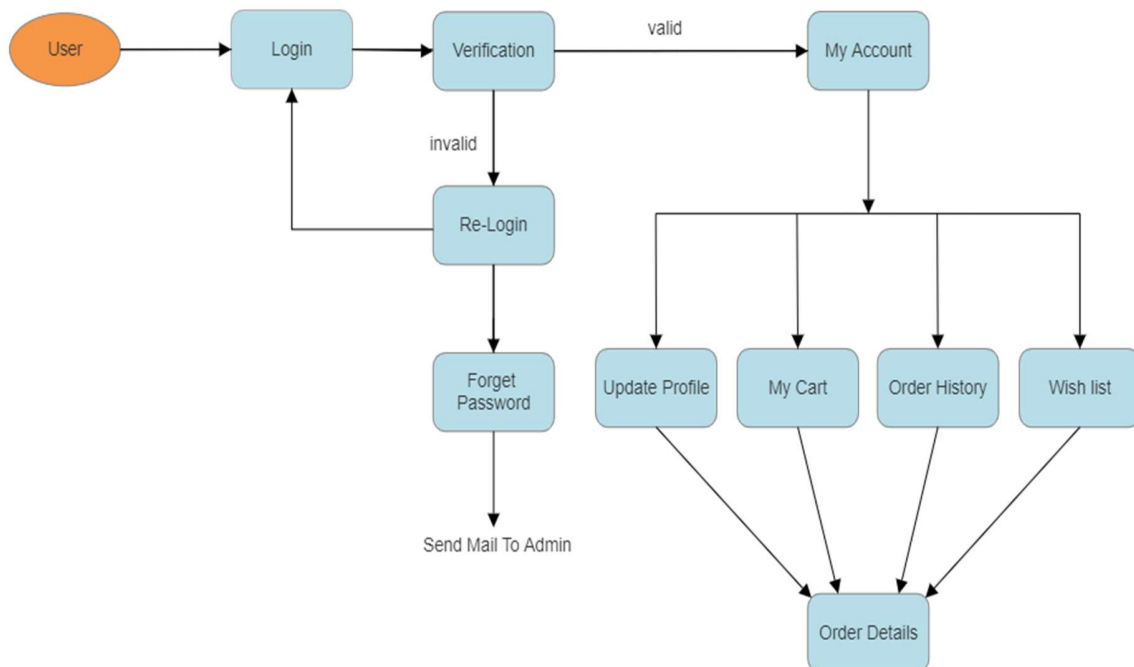 User
Login
Verification
valid
My Account
invalid
Re-Login
Forget
Password
Update Profile
My Cart
Order History
Wish list
Send Mail To Admin
Order Details